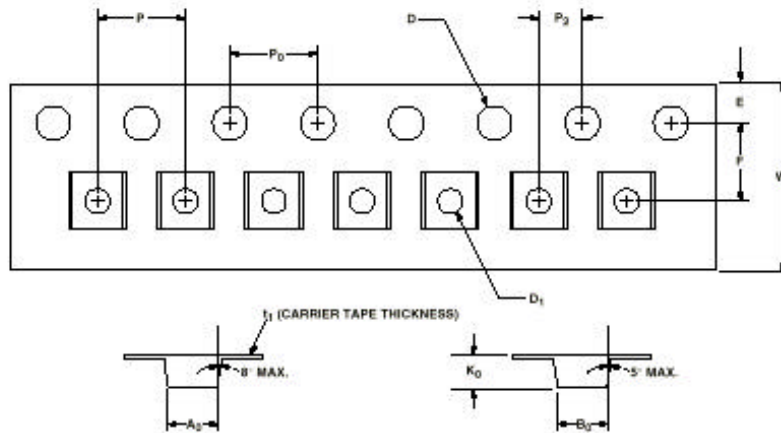 P
P₀
D
P₂
E
F
W
D₁
t₁ (CARRIER TAPE THICKNESS)
8° MAX.
A₀
K₀
5° MAX.
B₀